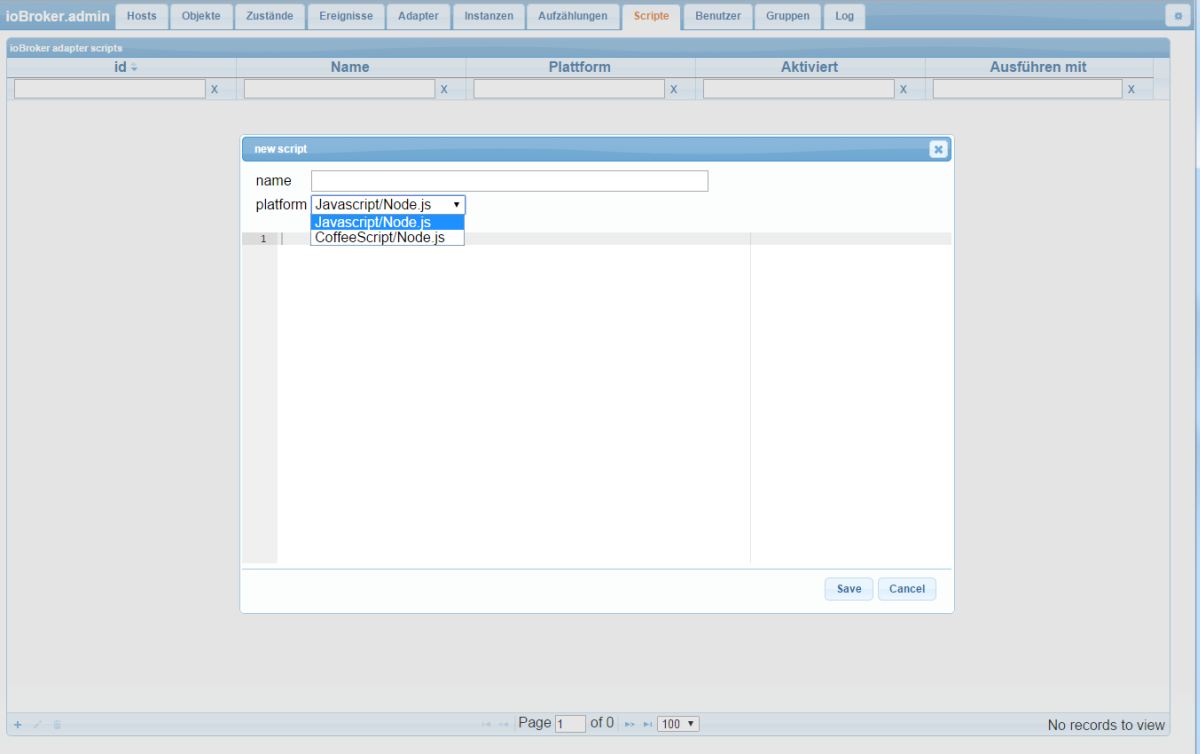 ioBroker.admin Hosts Objekte Zustände Ereignisse Adapter Instanzen Aufzählungen Scripte Benutzer Gruppen Log
ioBroker adapter scripts
id Name Plattform Aktiviert Ausführen mit
x x x x x
new script
name
platform Javascript/Node.js
Javascript/Node.js
CoffeeScript/Node.js
1
Save Cancel
Page 1 of 0 100 No records to view